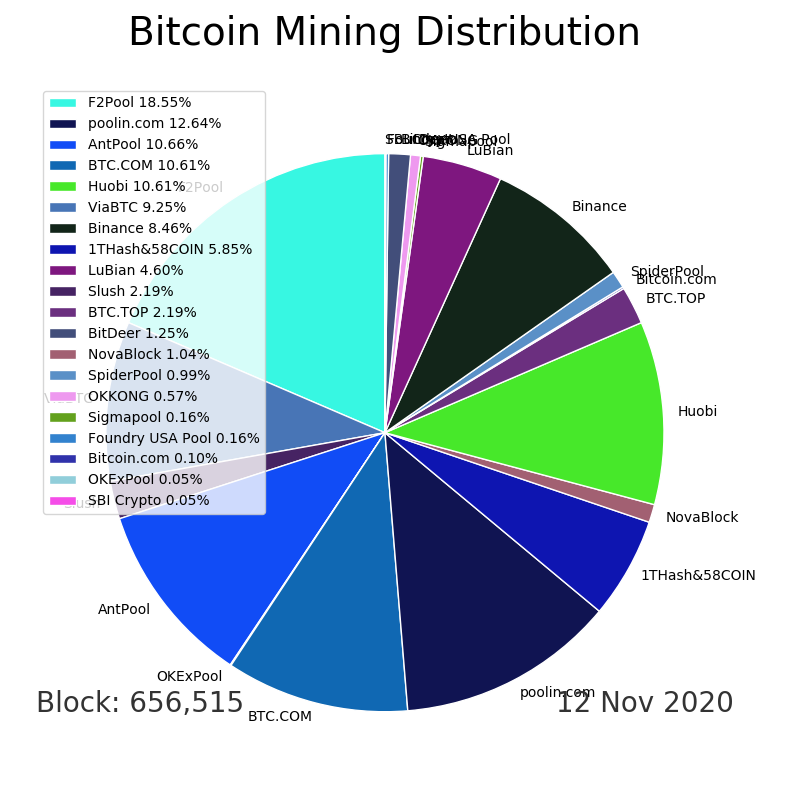 Bitcoin Mining Distribution
F2Pool 18.55%
poolin.com 12.64%
AntPool 10.66%
BTC.COM 10.61%
Huobi 10.61%
ViaBTC 9.25%
Binance 8.46%
1THash&58COIN 5.85%
LuBian 4.60%
Slush 2.19%
BTC.TOP 2.19%
BitDeer 1.25%
NovaBlock 1.04%
SpiderPool 0.99%
OKKONG 0.57%
Sigmapool 0.16%
Foundry USA Pool 0.16%
Bitcoin.com 0.10%
OKExPool 0.05%
SBI Crypto 0.05%
LuBian
Binance
SpiderPool
Bitcoin.com
BTC.TOP
Huobi
NovaBlock
1THash&58COIN
poolin.com
BTC.COM
OKExPool
AntPool
Slush
Block: 656,515
12 Nov 2020